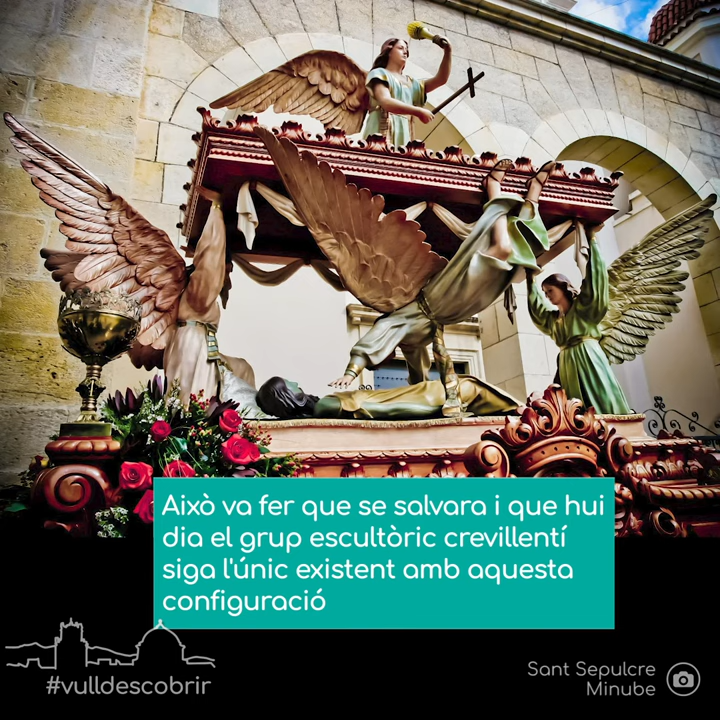 Això va fer que se salvara i que hui
dia el grup escultòric crevillentí
siga l'únic existent amb aquesta
configuració
#vulldescobrir
Sant Sepulcre
Minube